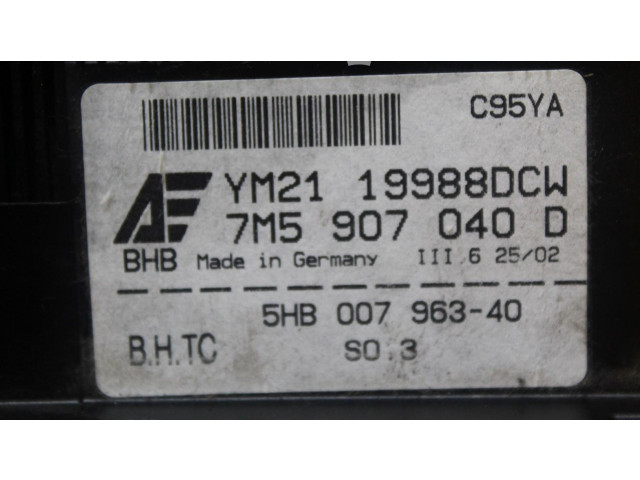 C95YA
AE YM21 19988DCW
7M5 907 040 D
BHB Made in Germany III.6 25/02
5HB 007 963-40
B.H.TC SO.3